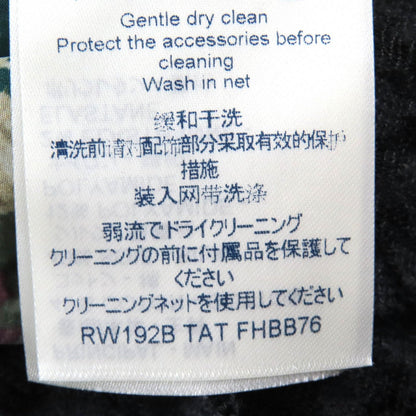 Gentle dry clean
Protect the accessories before
cleaning
Wash in net
缓和干洗
清洗前请对配饰部分采取有效的保护
措施
装入网带洗涤
弱流でドライクリーニング
クリーニングの前に付属品を保護して
ください
クリーニングネットを使用してください
RW192B TAT FHBB76